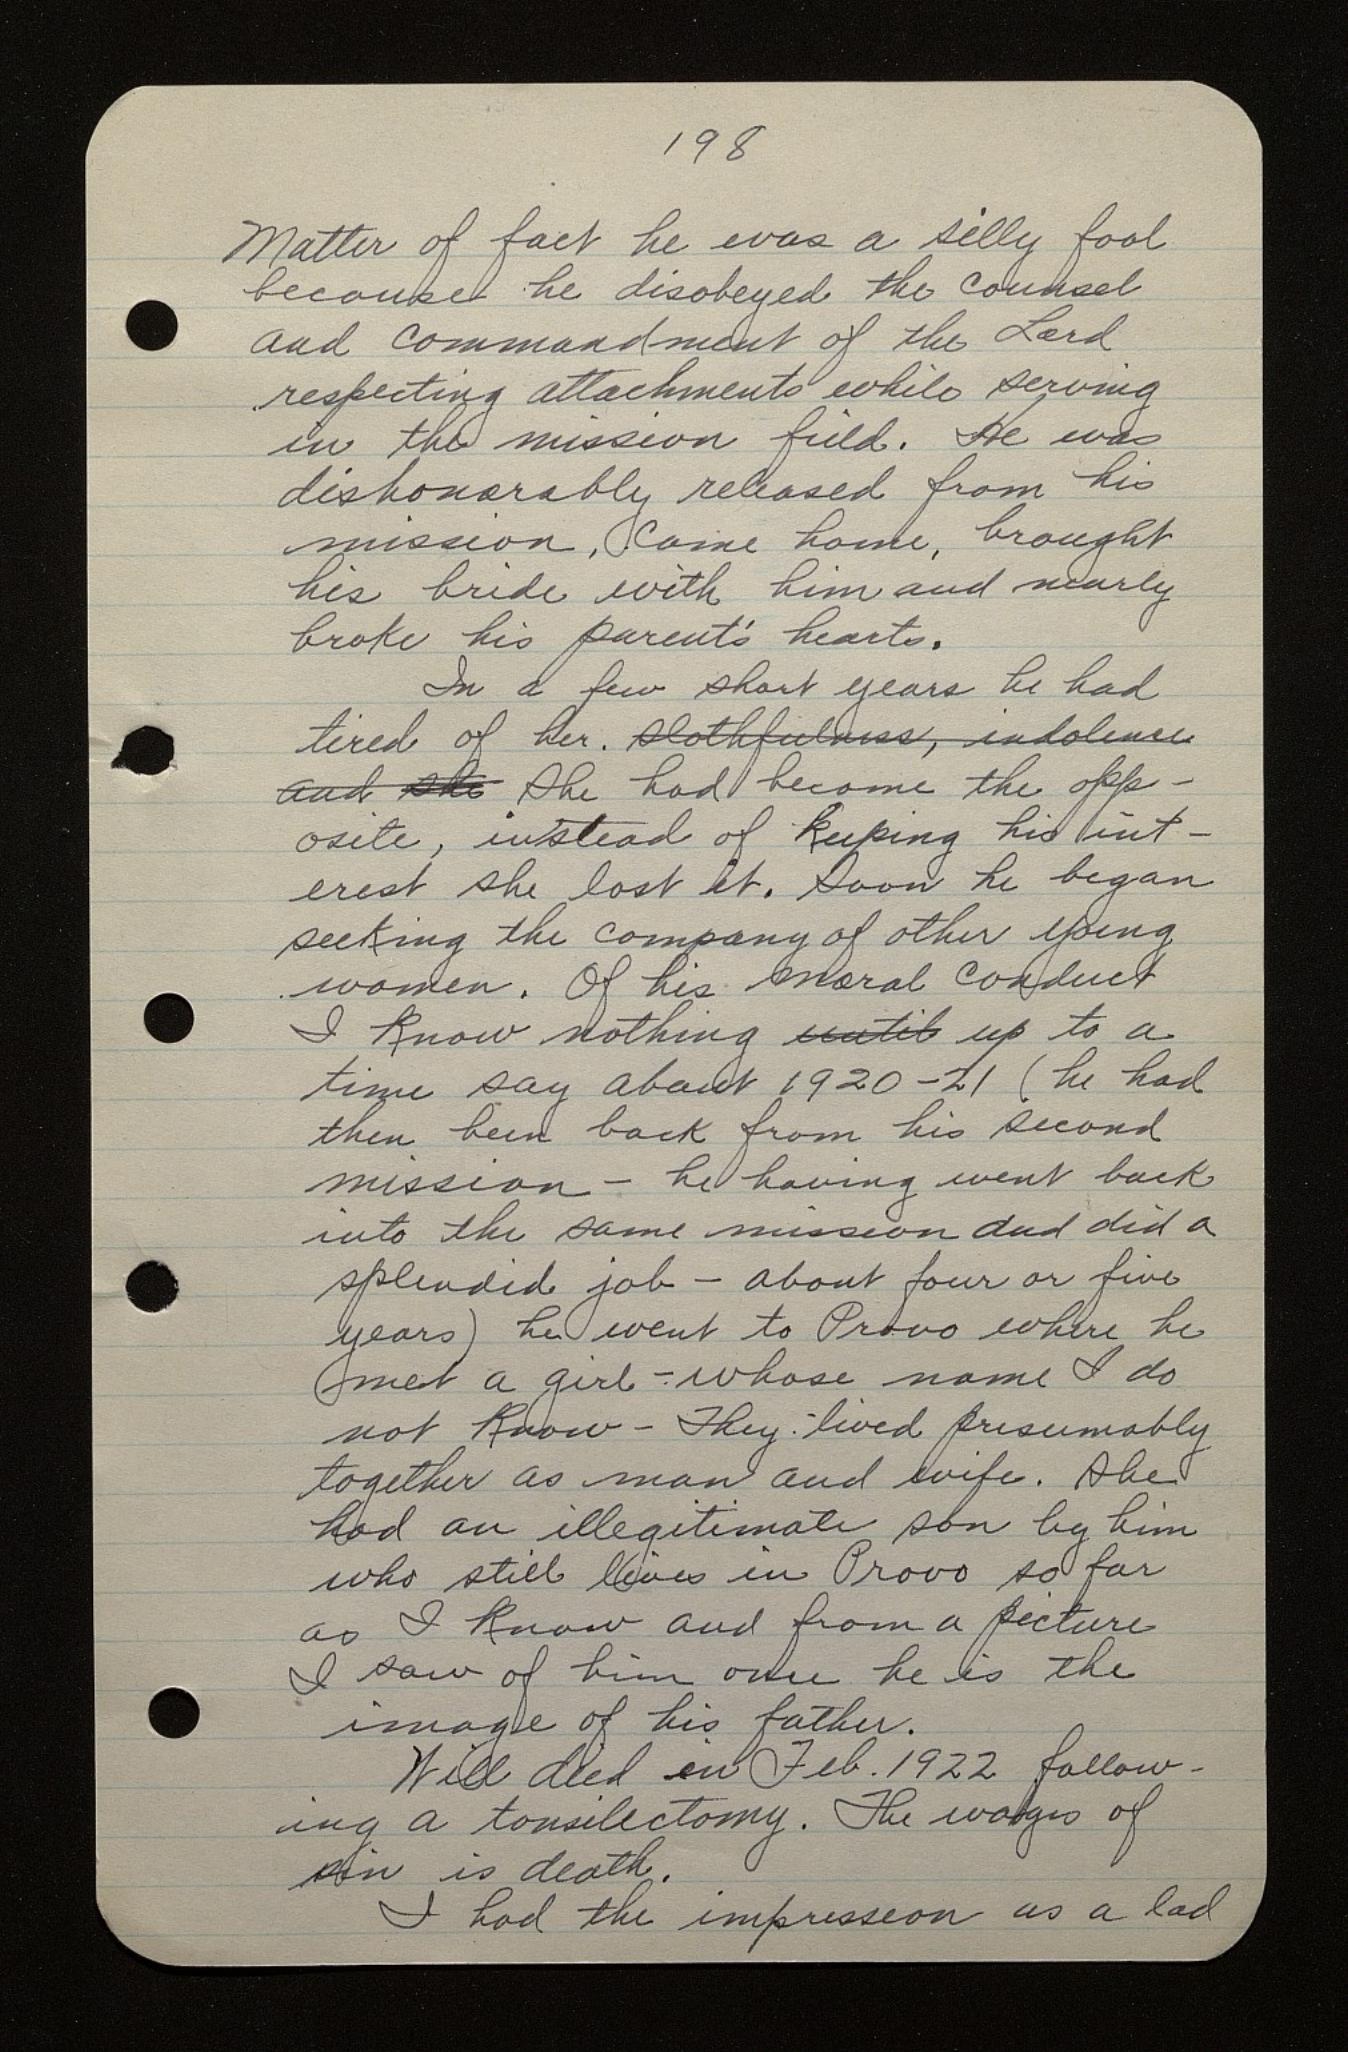 198
Matter of fact he was a silly fool
because he disobeyed the counsel
and commandment of the Lord
respecting attachments while serving
in the mission field. He was
dishonorably released from his
mission, came home, brought
his bride with him and nearly
broke his parent's hearts.
In a few short years he had
tired of her. slothfulness, indolence
and she She had become the opp-
osite, instead of keeping his int-
erest she lost it. Soon he began
seeking the company of other young
women. Of his moral conduct
I know nothing until up to a
time say about 1920-21 (he had
then been back from his second
mission - he having went back
into the same mission and did a
splendid job - about four or five
years) he went to Provo where he
met a girl - whose name I do
not know - They lived presumably
together as man and wife. She
had an illegitimate son by him
who still lives in Provo so far
as I know and from a picture
I saw of him once he is the
image of his father.
Will died in Feb. 1922 follow-
ing a tonsilectomy. The wages of
sin is death.
I had the impression as a lad